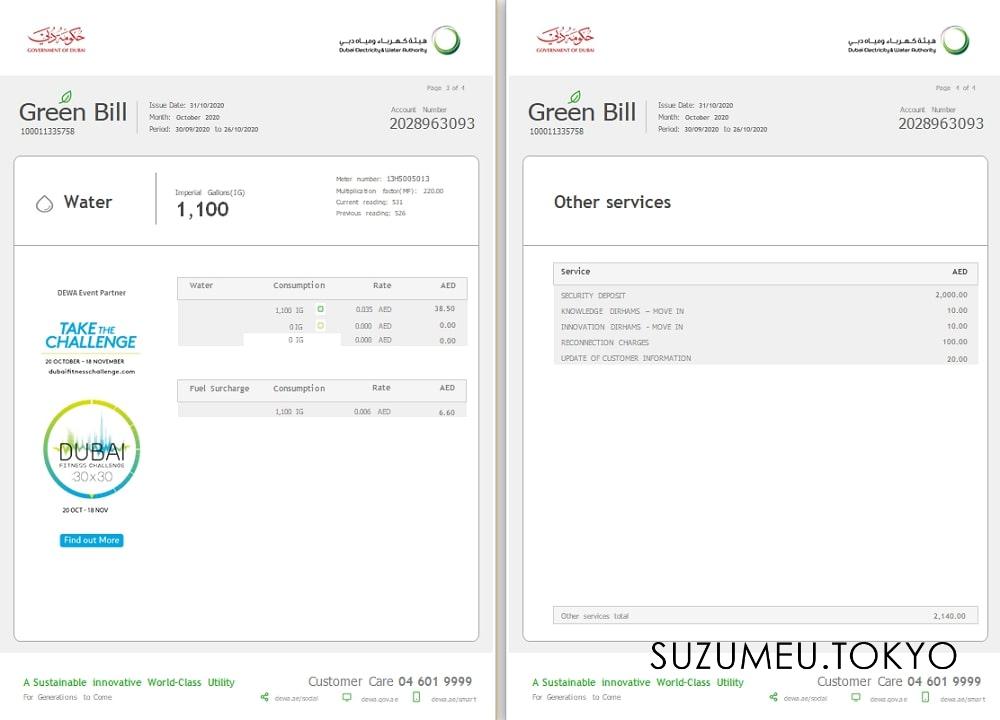 حكومة دبي
GOVERNMENT OF DUBAI
هيئة كهرباء ومياه دبي
Dubai Electricity & Water Authority
Page 3 of 4
Green Bill
100011335758
Issue Date: 31/10/2020
Month: October 2020
Period: 30/09/2020 to 26/10/2020
Account Number
2028963093
Water
Imperial Gallons(IG)
1,100
Meter number: 13HS005013
Multiplication factor(MF): 220.00
Current reading: 531
Previous reading: 526
DEWA Event Partner
TAKE THE
CHALLENGE
20 OCTOBER - 18 NOVEMBER
dubaifitnesschallenge.com
DUBAI
FITNESS CHALLENGE
30x30
20 OCT - 18 NOV
Find out More
Water Consumption Rate AED
1,100 IG 0.035 AED 38.50
0 IG 0.000 AED 0.00
0 IG 0.000 AED 0.00
Fuel Surcharge Consumption Rate AED
1,100 IG 0.006 AED 6.60
A Sustainable innovative World-Class Utility
For Generations to Come
Customer Care 04 601 9999
dewa.ae/social dewa.gov.ae dewa.ae/smart
حكومة دبي
GOVERNMENT OF DUBAI
هيئة كهرباء ومياه دبي
Dubai Electricity & Water Authority
Page 4 of 4
Green Bill
100011335758
Issue Date: 31/10/2020
Month: October 2020
Period: 30/09/2020 to 26/10/2020
Account Number
2028963093
Other services
Service AED
SECURITY DEPOSIT 2,000.00
KNOWLEDGE DIRHAMS – MOVE IN 10.00
INNOVATION DIRHAMS - MOVE IN 10.00
RECONNECTION CHARGES 100.00
UPDATE OF CUSTOMER INFORMATION 20.00
Other services total 2,140.00
SUZUMEU.TOKYO
A Sustainable innovative World-Class Utility
For Generations to Come
Customer Care 04 601 9999
dewa.ae/social dewa.gov.ae dewa.ae/smart